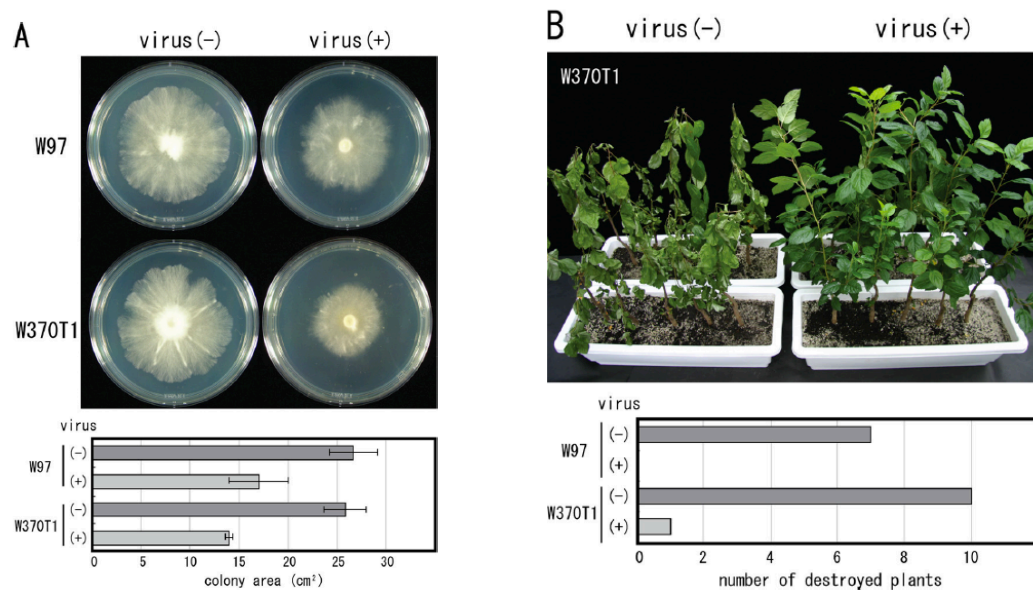 A
virus(-)
virus(+)
W97
W370T1
virus
W97
(-)
(+)
W370T1
(-)
(+)
0 5 10 15 20 25 30
colony area (cm²)
B
virus(-)
virus(+)
W370T1
virus
W97
(-)
(+)
W370T1
(-)
(+)
0 2 4 6 8 10
number of destroyed plants